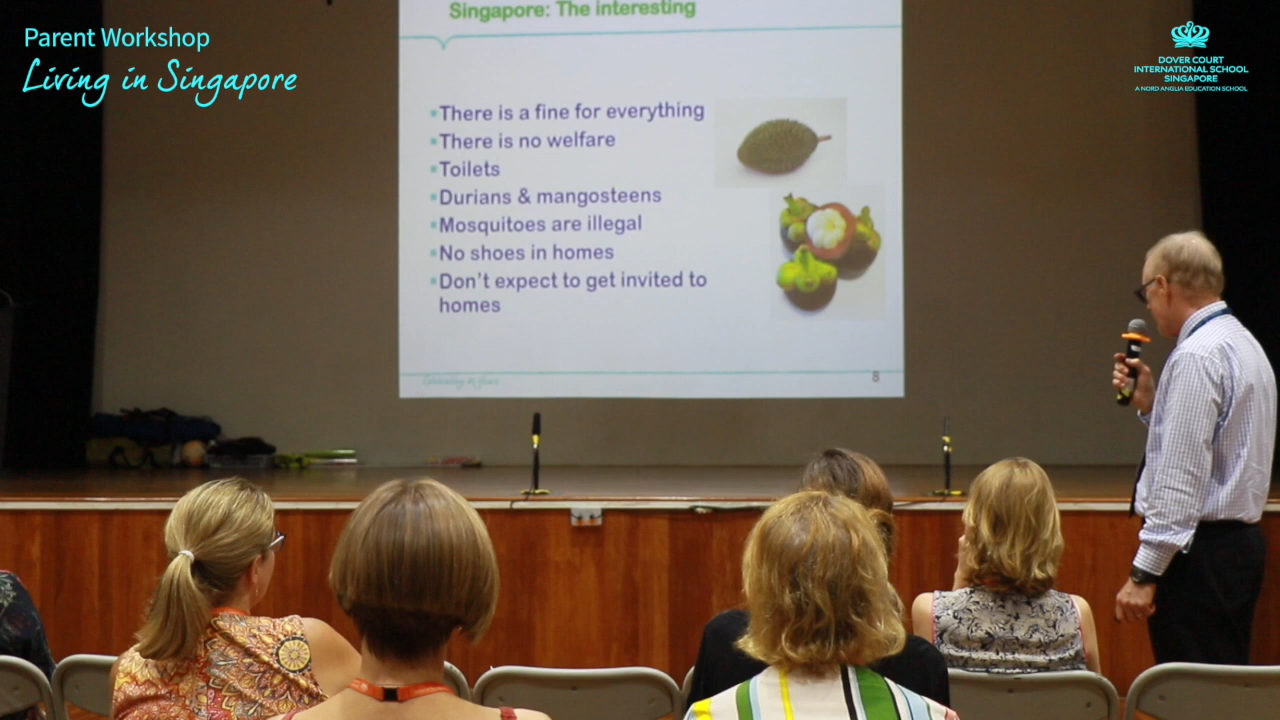 Parent Workshop
Living in Singapore
DOVER COURT
INTERNATIONAL SCHOOL
SINGAPORE
A NORD ANGLIA EDUCATION SCHOOL
Singapore: The interesting
▪There is a fine for everything
▪There is no welfare
▪Toilets
▪Durians & mangosteens
▪Mosquitoes are illegal
▪No shoes in homes
▪Don't expect to get invited to
homes
8